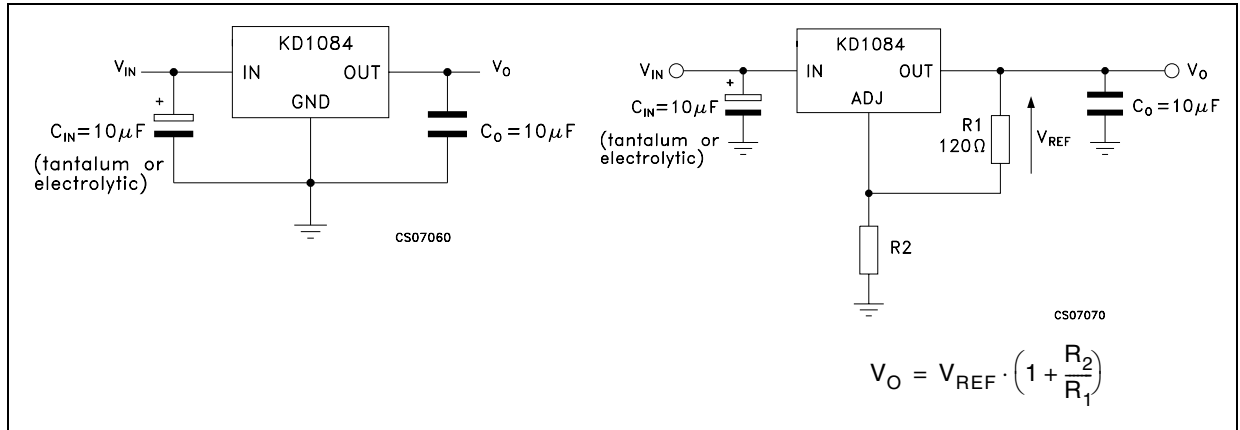 KD1084
V_IN
IN
OUT
V_O
GND
+
C_IN=10µF
(tantalum or
electrolytic)
C_O=10µF
CS07060
KD1084
V_IN
IN
OUT
V_O
ADJ
+
C_IN=10µF
(tantalum or
electrolytic)
R1
120Ω
V_REF
C_O=10µF
R2
CS07070
V_O = V_REF · (1 + R_2/R_1)